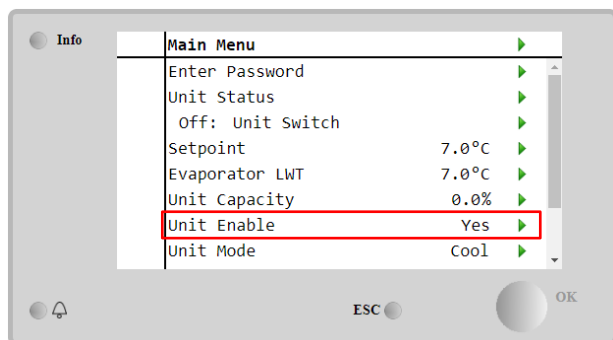 Info
Main Menu
Enter Password
Unit Status
Off: Unit Switch
Setpoint 7.0°C
Evaporator LWT 7.0°C
Unit Capacity 0.0%
Unit Enable Yes
Unit Mode Cool
ESC OK